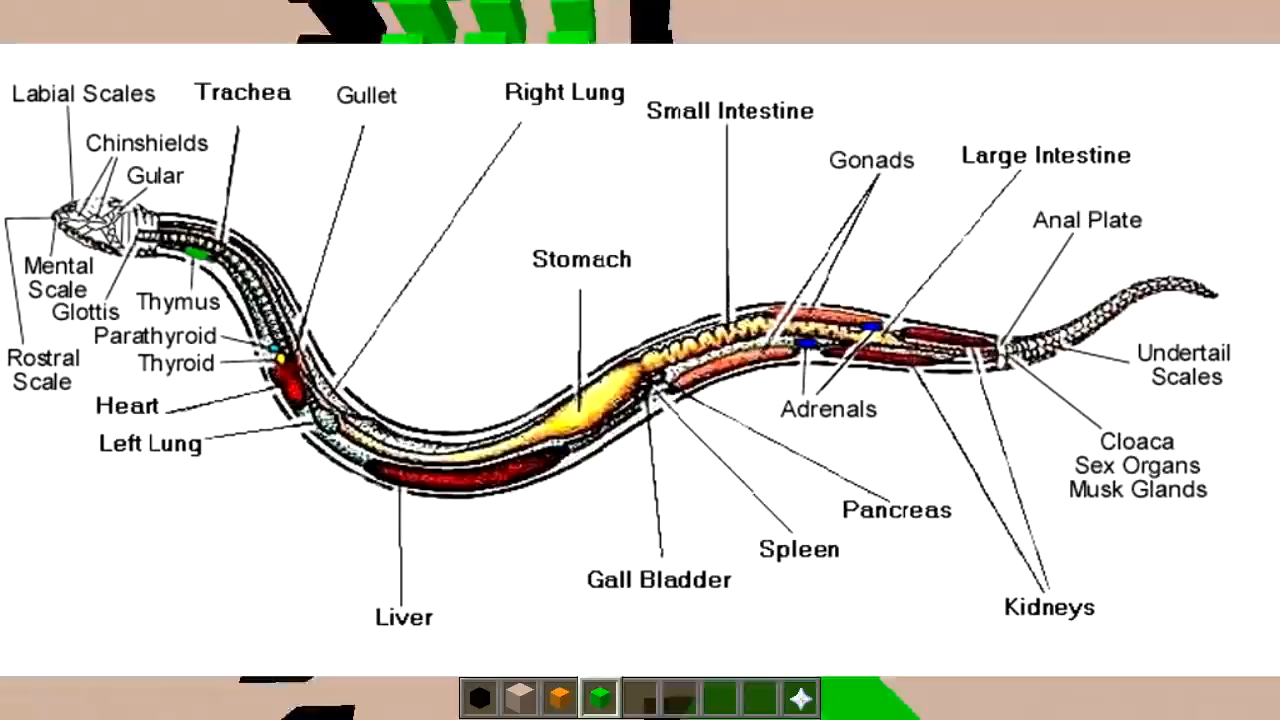 Labial Scales
Trachea
Gullet
Right Lung
Small Intestine
Chinshields
Gular
Gonads
Large Intestine
Anal Plate
Stomach
Mental
Scale
Glottis
Thymus
Parathyroid
Thyroid
Rostral
Scale
Heart
Left Lung
Adrenals
Undertail
Scales
Cloaca
Sex Organs
Musk Glands
Pancreas
Spleen
Gall Bladder
Liver
Kidneys